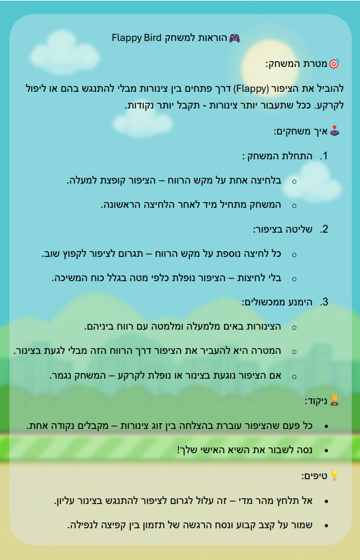 🎮 הוראות למשחק Flappy Bird
🎯מטרת המשחק:
להוביל את הציפור (Flappy) דרך פתחים בין צינורות מבלי להתנגש בהם או ליפול
לקרקע. ככל שתעבור יותר צינורות - תקבל יותר נקודות.
🕹️איך משחקים:
1. התחלת המשחק :
○ בלחיצה אחת על מקש הרווח – הציפור קופצת למעלה.
○ המשחק מתחיל מיד לאחר הלחיצה הראשונה.
2. שליטה בציפור:
○ כל לחיצה נוספת על מקש הרווח – תגרום לציפור לקפוץ שוב.
○ בלי לחיצות – הציפור נופלת כלפי מטה בגלל כוח המשיכה.
3. הימנע ממכשולים:
○ הצינורות באים מלמעלה ומלמטה עם רווח ביניהם.
○ המטרה היא להעביר את הציפור דרך הרווח הזה מבלי לגעת בצינור.
○ אם הציפור נוגעת בצינור או נופלת לקרקע – המשחק נגמר.
🏆ניקוד:
• כל פעם שהציפור עוברת בהצלחה בין זוג צינורות – מקבלים נקודה אחת.
• נסה לשבור את השיא האישי שלך!
💡טיפים:
• אל תלחץ מהר מדי – זה עלול לגרום לציפור להתנגש בצינור עליון.
• שמור על קצב קבוע ונסח הרגשה של תזמון בין קפיצה לנפילה.